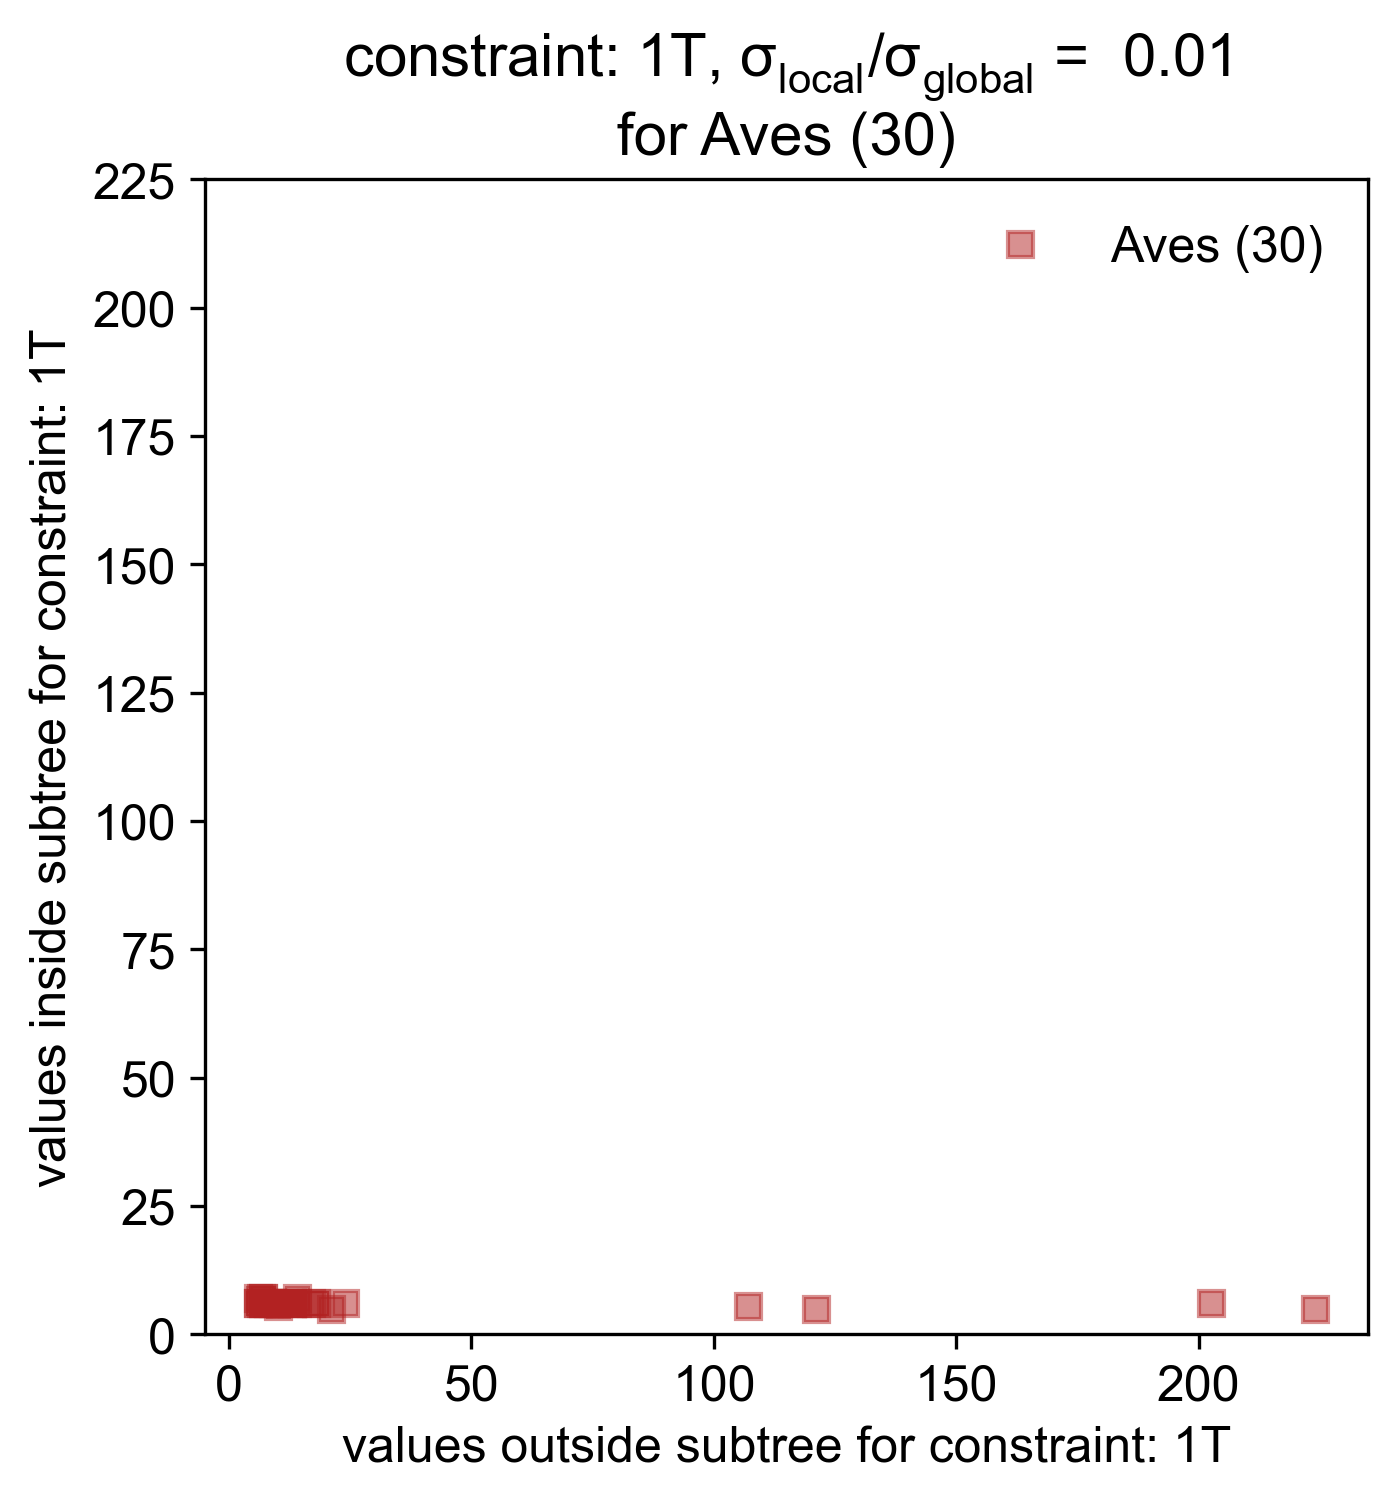 constraint: 1T, σlocal/σglobal = 0.01
for Aves (30)
225
200
175
150
125
100
75
50
25
0
Aves (30)
values inside subtree for constraint: 1T
0 50 100 150 200
values outside subtree for constraint: 1T